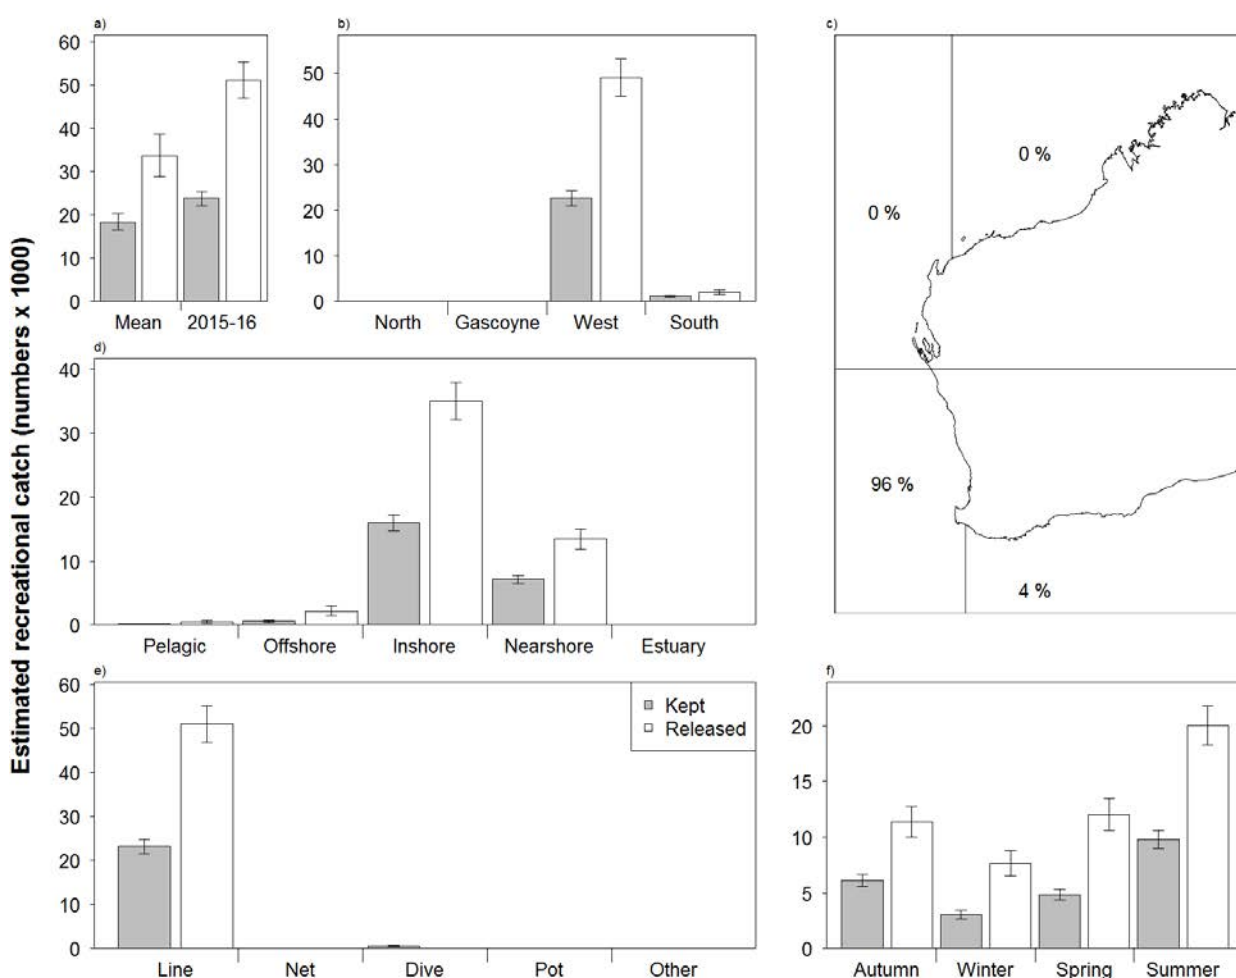 Estimated recreational catch (numbers x 1000)
a)
60
50
40
30
20
10
0
Mean 2015-16
b)
50
40
30
20
10
0
North Gascoyne West South
c)
0 %
0 %
96 %
4 %
d)
40
30
20
10
0
Pelagic Offshore Inshore Nearshore Estuary
e)
60
50
40
30
20
10
0
Kept
Released
Line Net Dive Pot Other
f)
20
15
10
5
0
Autumn Winter Spring Summer